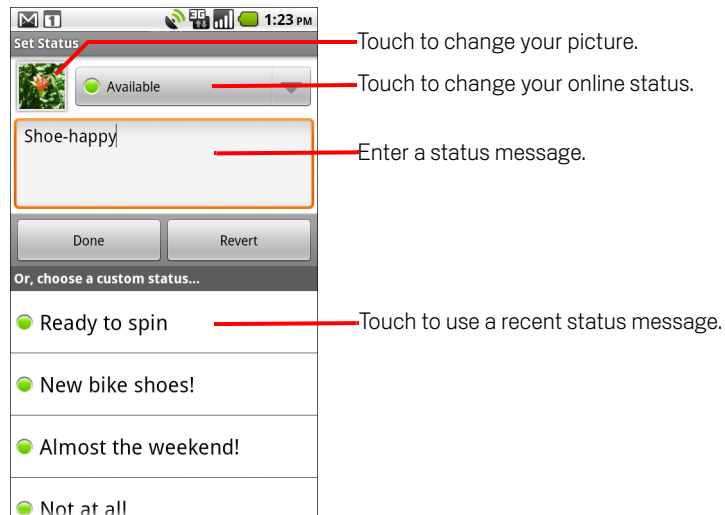 1 3G 1:23 PM
Set Status
Touch to change your picture.
Available
Touch to change your online status.
Shoe-happy
Enter a status message.
Done Revert
Or, choose a custom status...
Ready to spin
Touch to use a recent status message.
New bike shoes!
Almost the weekend!
Not at all